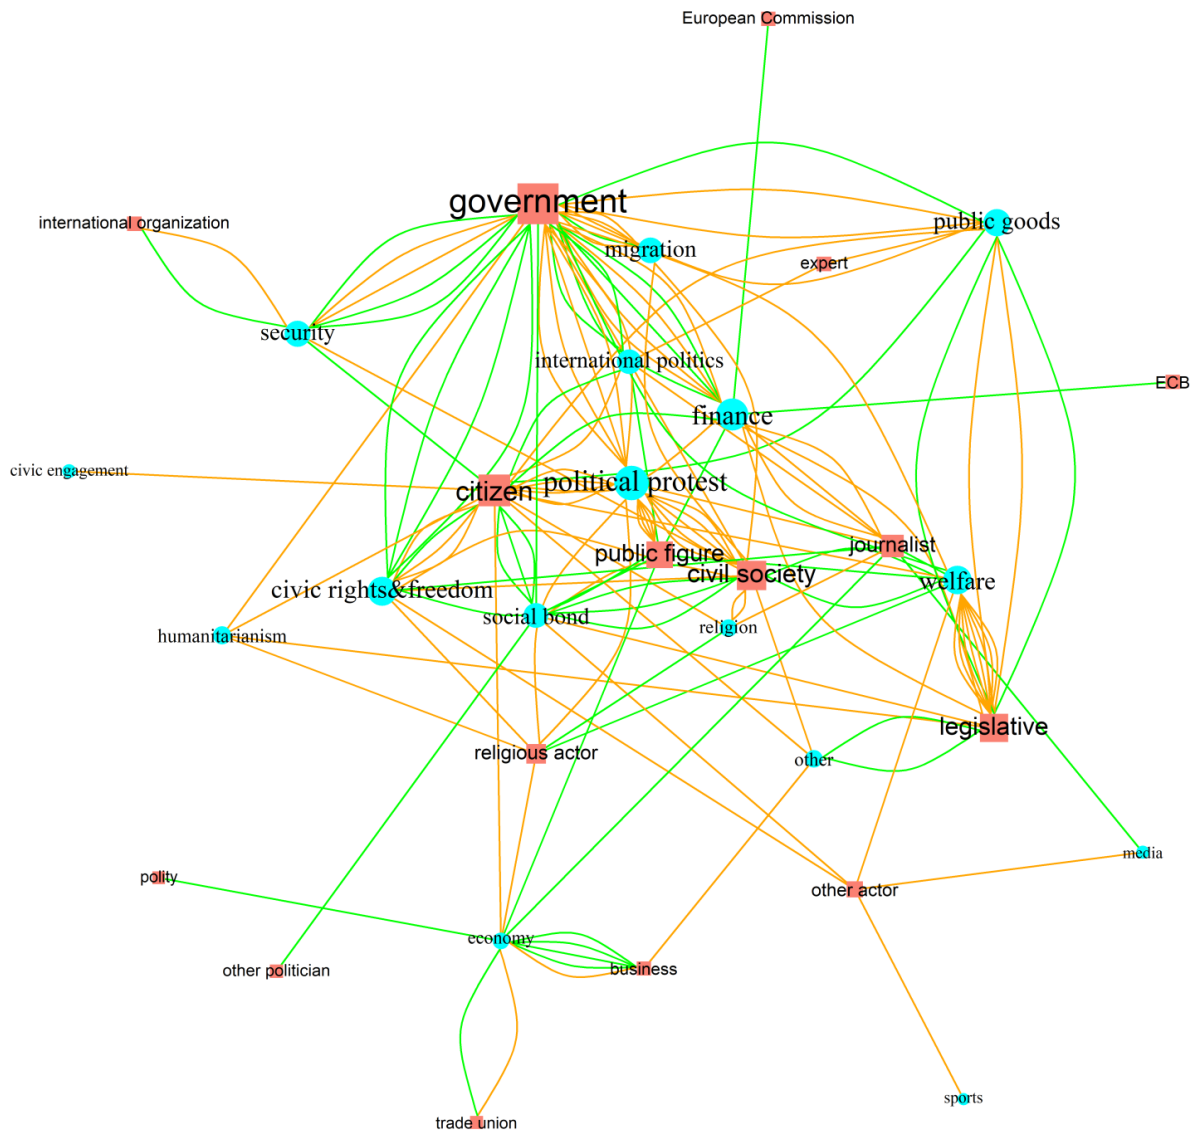 European Commission
government
international organization
public goods
migration
expert
security
international politics
ECB
finance
civic engagement
political protest
citizen
journalist
public figure
civil society
welfare
civic rights&freedom
social bond
religion
humanitarianism
legislative
religious actor
other
media
polity
other actor
economy
other politician
business
sports
trade union